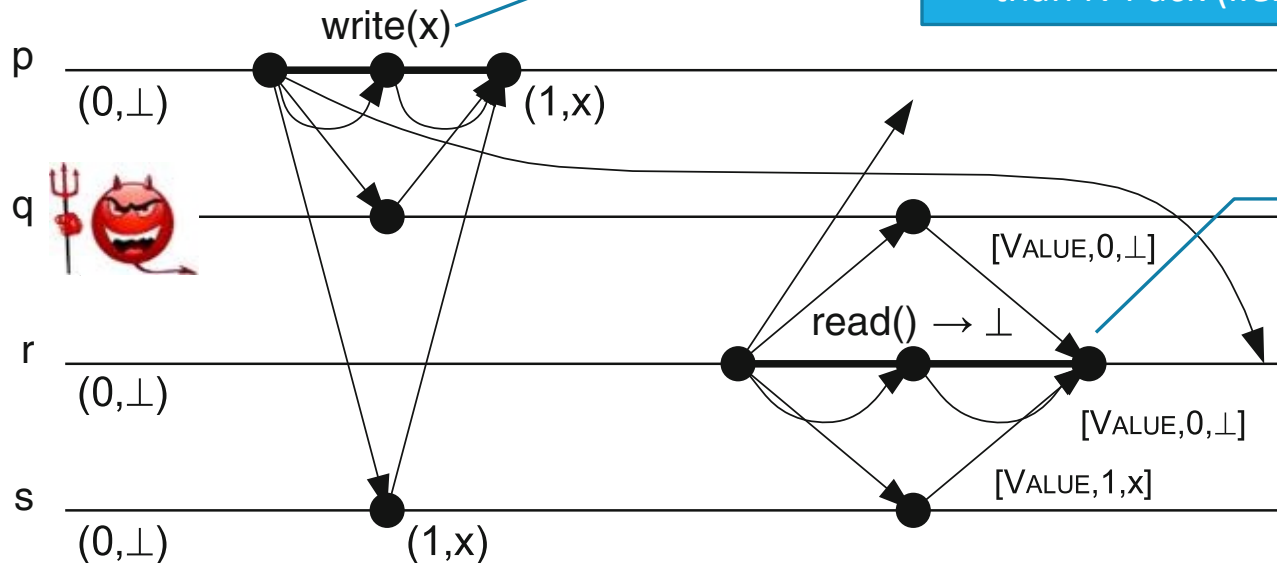 write(x)
p
(0,⊥)
(1,x)
q
[VALUE,0,⊥]
read() → ⊥
r
(0,⊥)
[VALUE,0,⊥]
[VALUE,1,x]
s
(0,⊥)
(1,x)